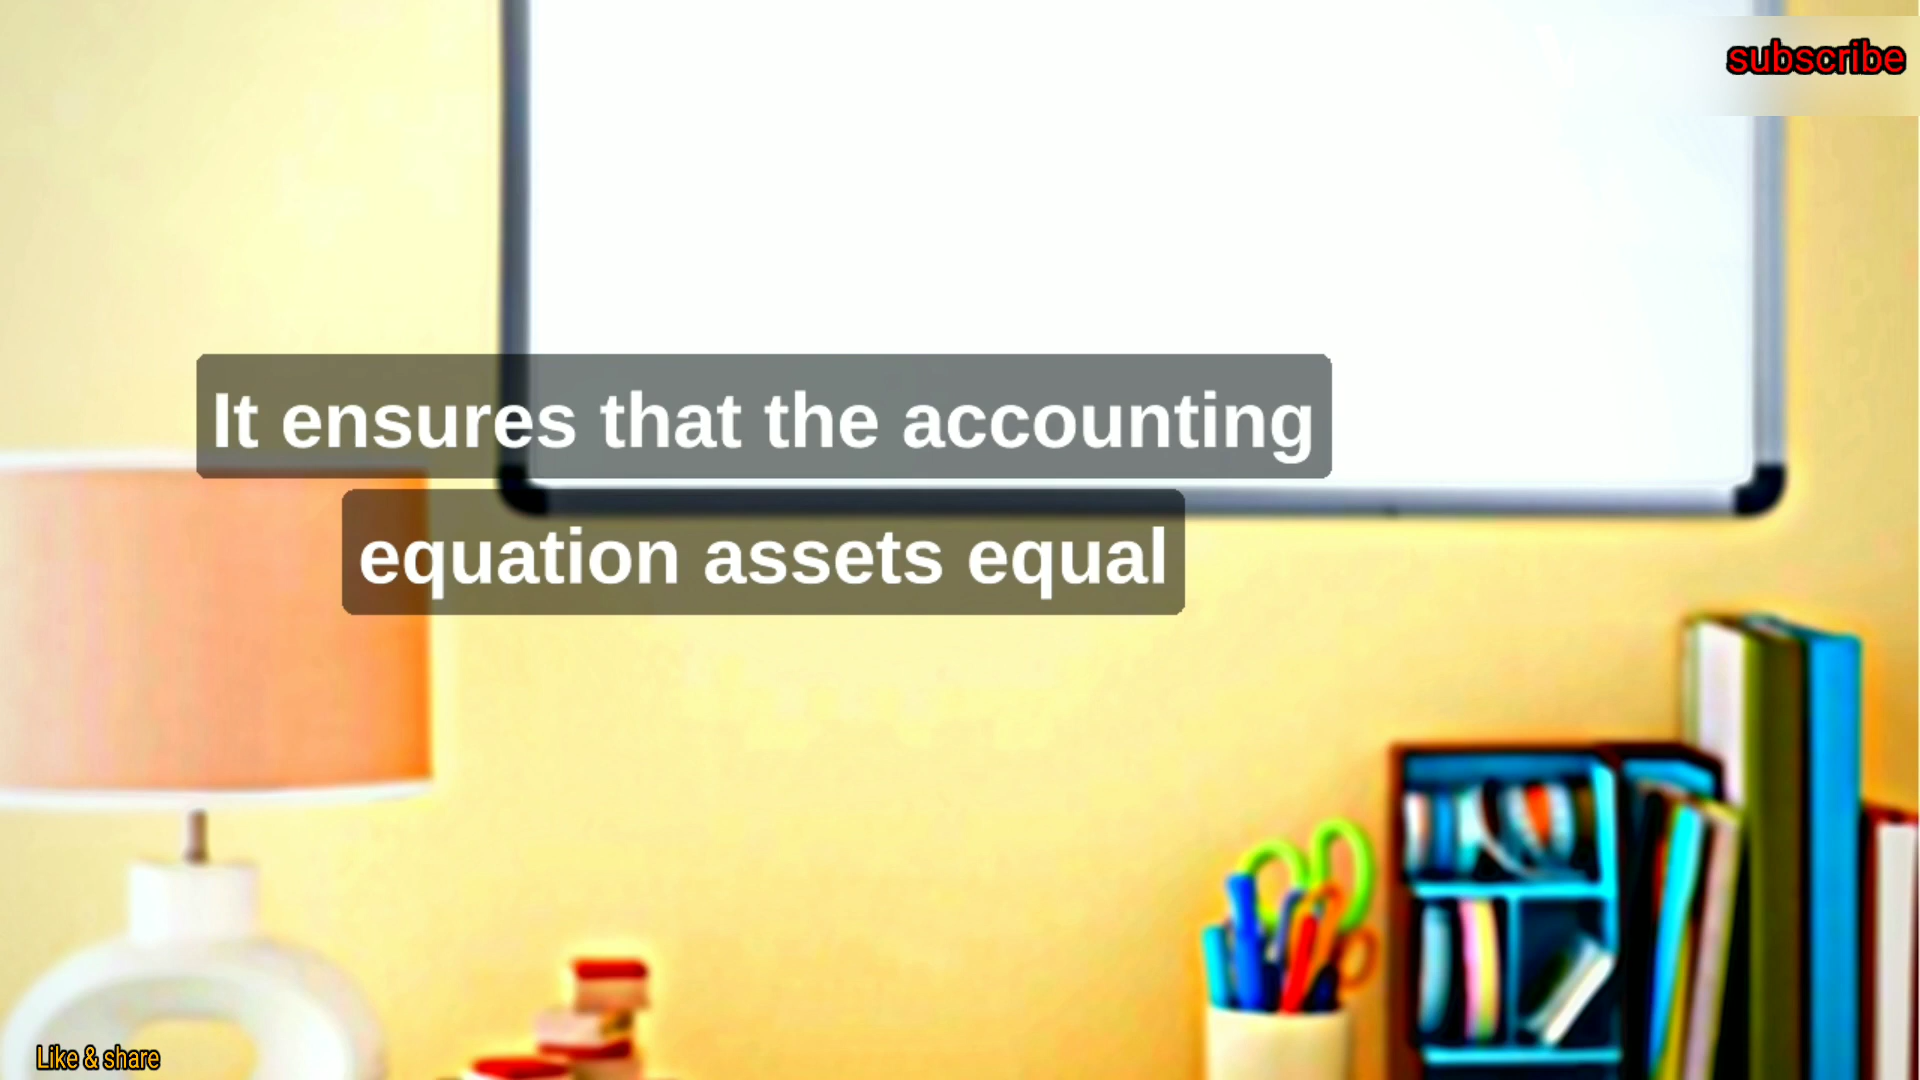 subscribe
It ensures that the accounting
equation assets equal
Like & share